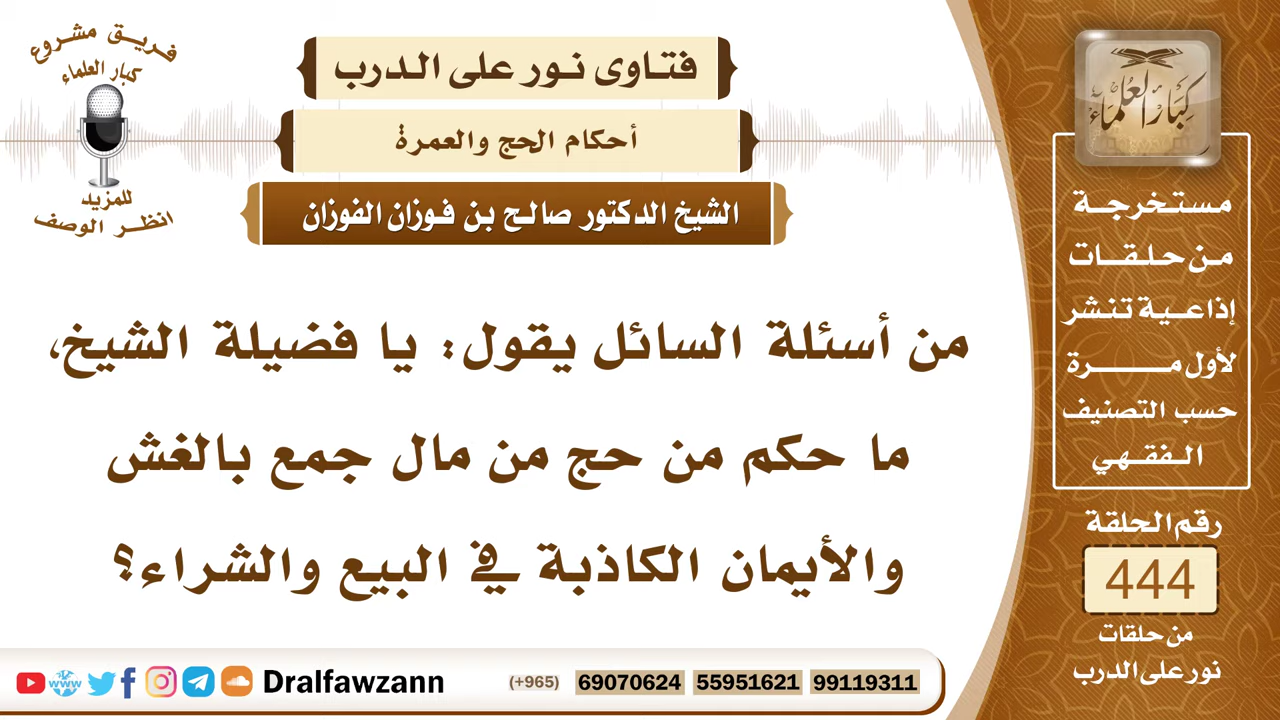 فريق مشروع
كبار العلماء
للمزيد
انظر الوصف
فتاوى نور على الدرب
أحكام الحج والعمرة
الشيخ الدكتور صالح بن فوزان الفوزان
من أسئلة السائل يقول: يا فضيلة الشيخ،
ما حكم من حج من مال جمع بالغش
والأيمان الكاذبة في البيع والشراء؟
كبار العلماء
مستخرجة
من حلقات
إذاعية تنشر
لأول مرة
حسب التصنيف
الفقهي
رقم الحلقة
444
من حلقات
نور على الدرب
www
Dralfawzann
(+965) 69070624 55951621 99119311